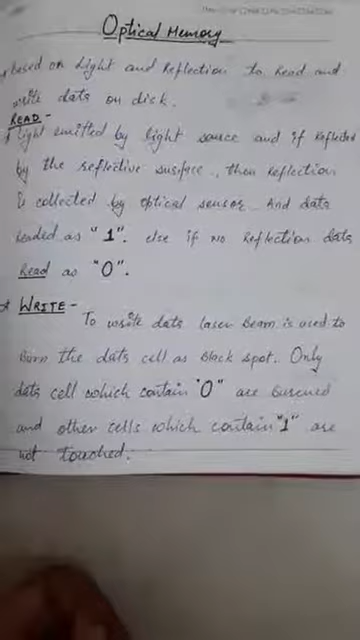 Optical Memory
based on Light and Reflection to Read and
write data on disk.
READ -
Light emitted by light source and if Reflected
by the reflective surface, then Reflection
is collected by optical sensor. And data
Readed as "1". else if no Reflection data
Read as "0".
* WRITE -
To write data laser Beam is used to
Burn the data cell as Black spot. Only
data cell which contain "0" are Burened
and other cells which contain "1" are
not touched.